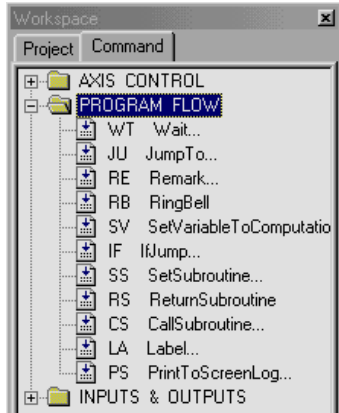 Workspace
Project Command
AXIS CONTROL
PROGRAM FLOW
WT Wait...
JU JumpTo...
RE Remark...
RB RingBell
SV SetVariableToComputatio
IF IfJump...
SS SetSubroutine...
RS ReturnSubroutine
CS CallSubroutine...
LA Label...
PS PrintToScreenLog...
INPUTS & OUTPUTS